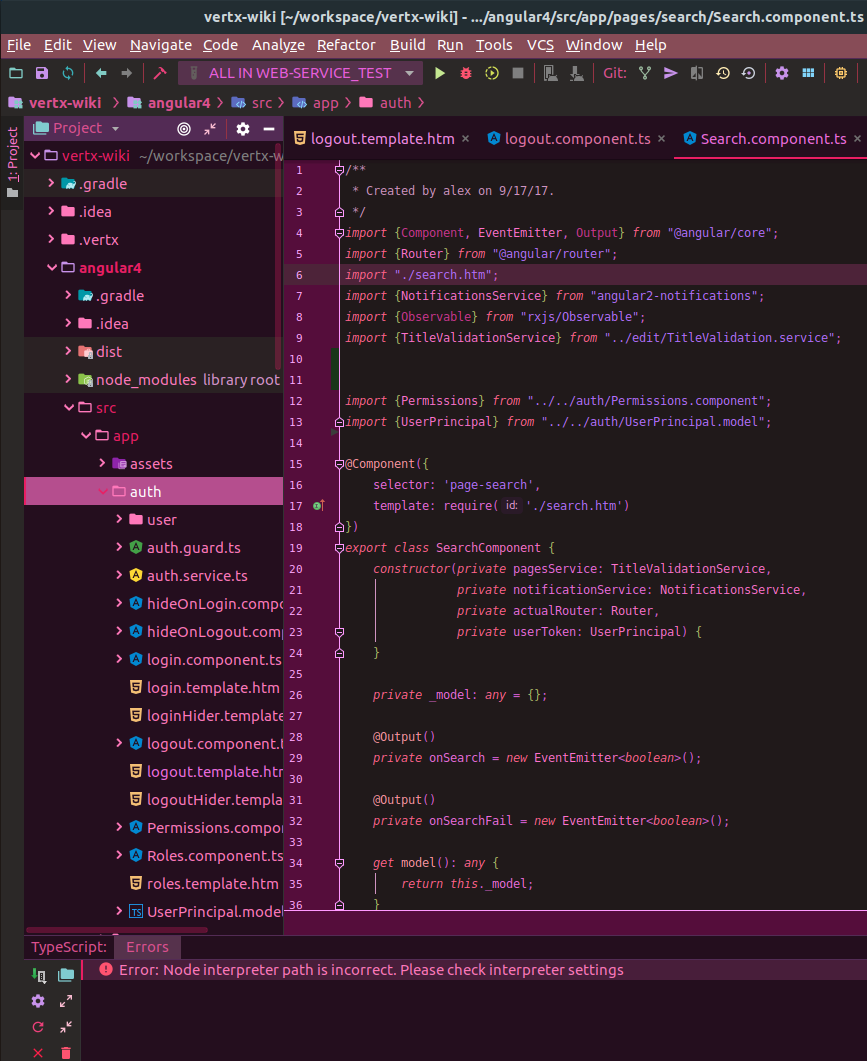 vertx-wiki [~/workspace/vertx-wiki] - .../angular4/src/app/pages/search/Search.component.ts
File Edit View Navigate Code Analyze Refactor Build Run Tools VCS Window Help
ALL IN WEB-SERVICE_TEST Git:
vertx-wiki angular4 src app auth
1: Project
Project
logout.template.htm logout.component.ts Search.component.ts
vertx-wiki ~/workspace/vertx-w
.gradle
.idea
.vertx
angular4
.gradle
.idea
dist
node_modules library root
src
app
assets
auth
user
auth.guard.ts
auth.service.ts
hideOnLogin.compo
hideOnLogout.com
login.component.ts
login.template.htm
loginHider.template
logout.component.t
logout.template.htm
logoutHider.templa
Permissions.compo
Roles.component.ts
roles.template.htm
UserPrincipal.mode
1 /**
2 * Created by alex on 9/17/17.
3 */
4 import {Component, EventEmitter, Output} from "@angular/core";
5 import {Router} from "@angular/router";
6 import "./search.htm";
7 import {NotificationsService} from "angular2-notifications";
8 import {Observable} from "rxjs/Observable";
9 import {TitleValidationService} from "../edit/TitleValidation.service";
10
11
12 import {Permissions} from "../../auth/Permissions.component";
13 import {UserPrincipal} from "../../auth/UserPrincipal.model";
14
15 @Component({
16 selector: 'page-search',
17 template: require( id: './search.htm')
18 })
19 export class SearchComponent {
20 constructor(private pagesService: TitleValidationService,
21 private notificationService: NotificationsService,
22 private actualRouter: Router,
23 private userToken: UserPrincipal) {
24 }
25
26 private _model: any = {};
27
28 @Output()
29 private onSearch = new EventEmitter<boolean>();
30
31 @Output()
32 private onSearchFail = new EventEmitter<boolean>();
33
34 get model(): any {
35 return this._model;
36 }
TypeScript: Errors
Error: Node interpreter path is incorrect. Please check interpreter settings